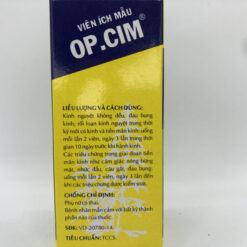 VIÊN ÍCH MẪU
OP.CIM®
LIỀU LƯỢNG VÀ CÁCH DÙNG:
Kinh nguyệt không đều, đau bụng
kinh, rối loạn kinh nguyệt trong thời
kỳ mới có kinh và tiền mãn kinh: uống
mỗi lần 2 viên, ngày 3 lần trong thời
gian 10 ngày trước khi hành kinh.
Các triệu chứng trong giai đoạn tiền
mãn kinh như cảm giác nóng bừng
mặt, nhức đầu, cáu gắt, đau bụng:
uống mỗi lần 2 viên, ngày 3 lần đến
khi các triệu chứng được kiểm soát.
CHỐNG CHỈ ĐỊNH:
Phụ nữ có thai.
Bệnh nhân mẫn cảm với bất kỳ thành
phần nào của thuốc.
SĐK: VD-20780-14
TIÊU CHUẨN: TCCS.